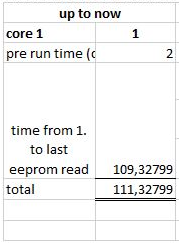 up to now
core 1 1
pre run time (c 2
time from 1.
to last
eeprom read 109,32799
total 111,32799